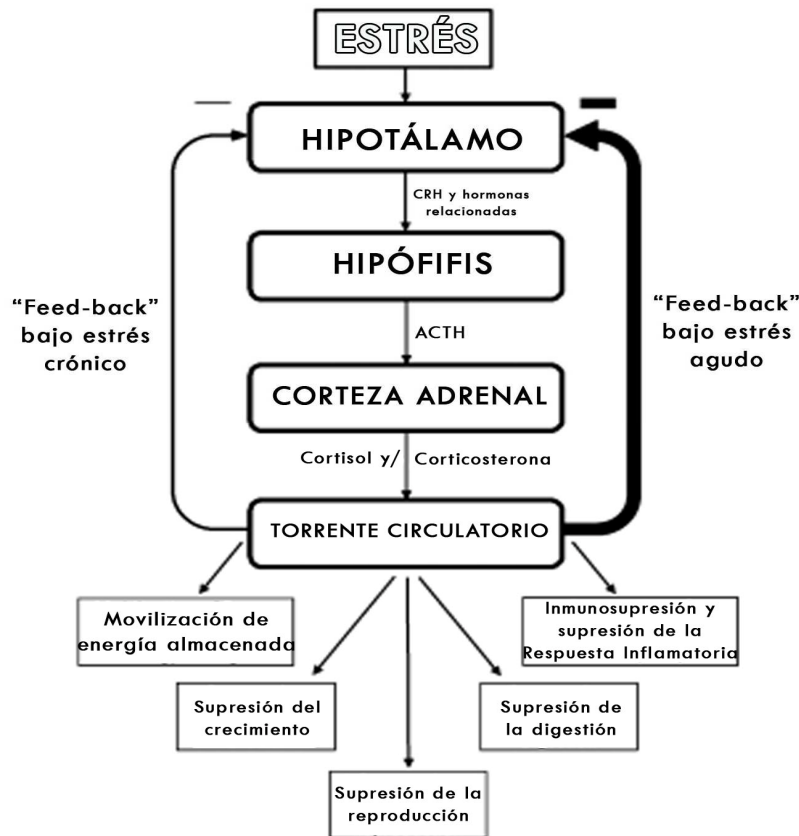 ESTRÉS
HIPOTÁLAMO
CRH y hormonas
relacionadas
HIPÓFIFIS
"Feed-back"
bajo estrés
crónico
"Feed-back"
bajo estrés
agudo
ACTH
CORTEZA ADRENAL
Cortisol y/ Corticosterona
TORRENTE CIRCULATORIO
Movilización de
energía almacenada
Inmunosupresión y
supresión de la
Respuesta Inflamatoria
Supresión del
crecimiento
Supresión de
la digestión
Supresión de la
reproducción